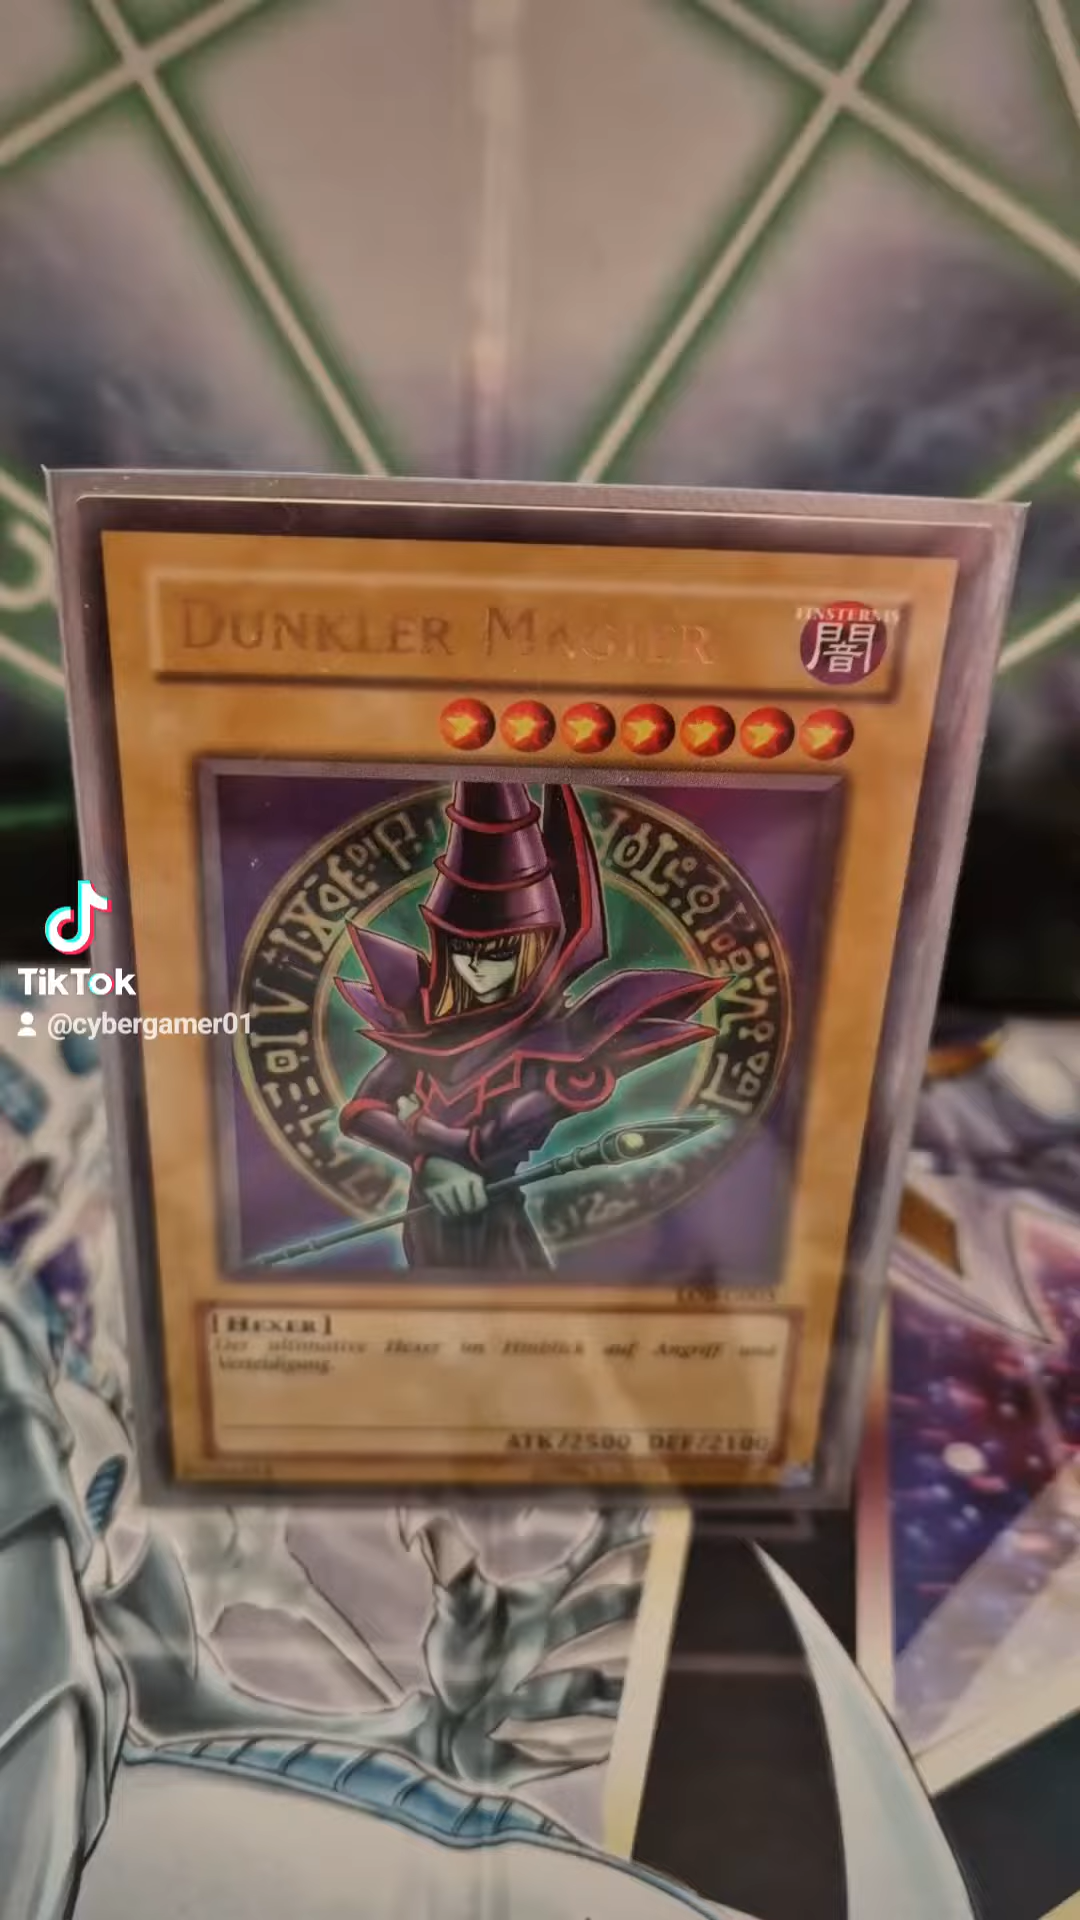 DUNKLER MAGIER
FINSTERNIS
闇
[HEXER]
Der ultimative Hexer im Hinblick auf Angriff und
Verteidigung.
ATK/2500 DEF/2100
TikTok
@cybergamer01